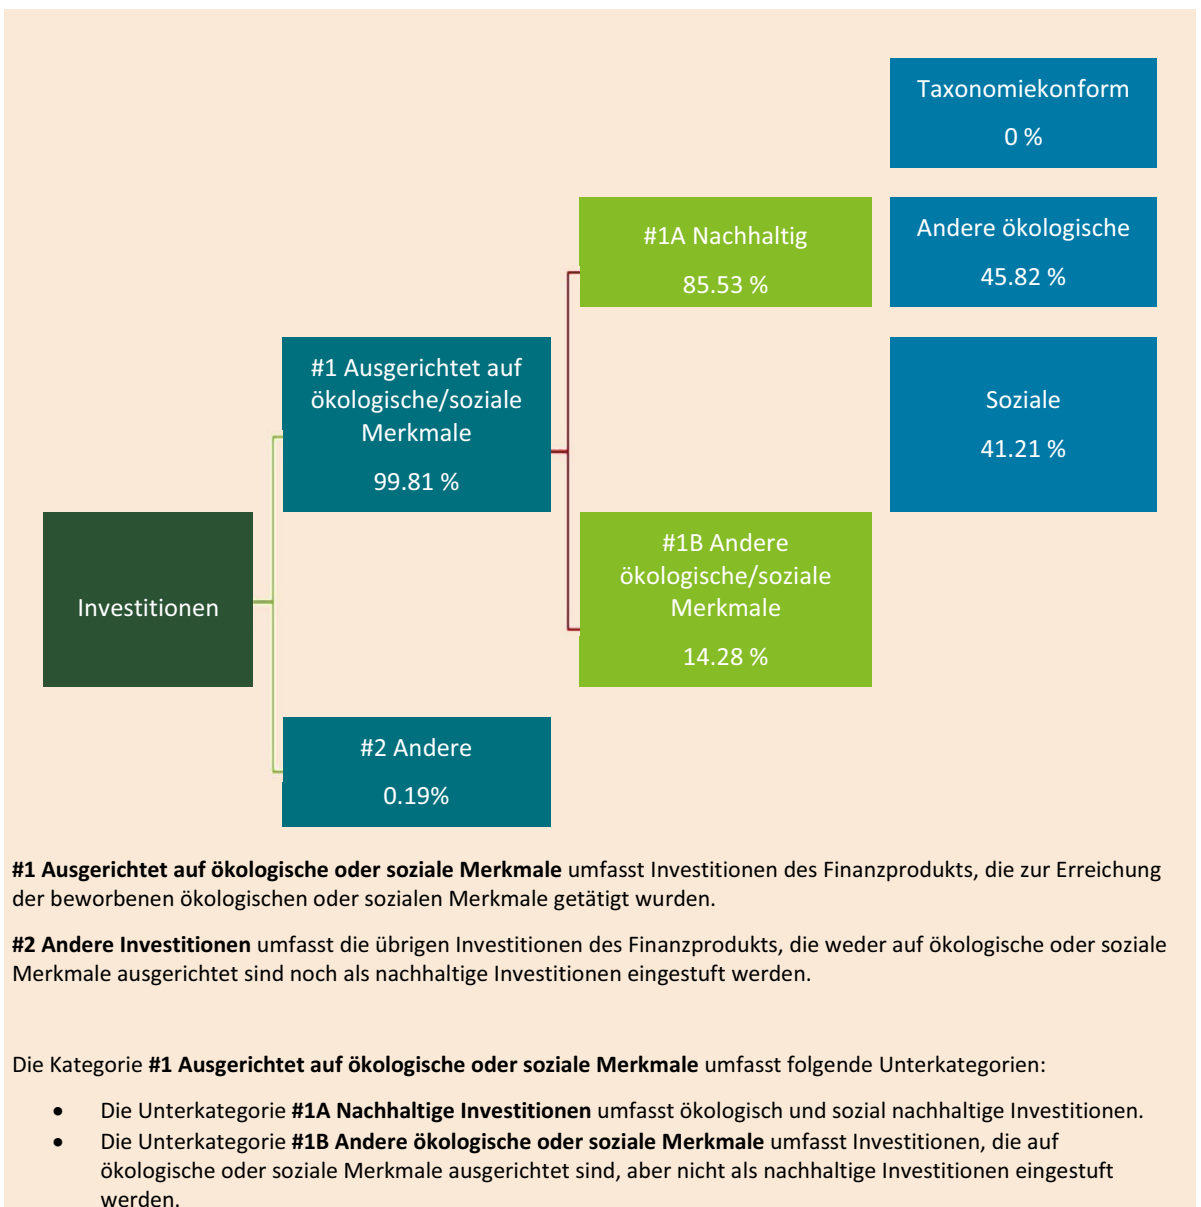 Taxonomiekonform
0 %
#1A Nachhaltig
85.53 %
Andere ökologische
45.82 %
#1 Ausgerichtet auf
ökologische/soziale
Merkmale
99.81 %
Soziale
41.21 %
Investitionen
#1B Andere
ökologische/soziale
Merkmale
14.28 %
#2 Andere
0.19%
#1 Ausgerichtet auf ökologische oder soziale Merkmale umfasst Investitionen des Finanzprodukts, die zur Erreichung
der beworbenen ökologischen oder sozialen Merkmale getätigt wurden.
#2 Andere Investitionen umfasst die übrigen Investitionen des Finanzprodukts, die weder auf ökologische oder soziale
Merkmale ausgerichtet sind noch als nachhaltige Investitionen eingestuft werden.
Die Kategorie #1 Ausgerichtet auf ökologische oder soziale Merkmale umfasst folgende Unterkategorien:
• Die Unterkategorie #1A Nachhaltige Investitionen umfasst ökologisch und sozial nachhaltige Investitionen.
• Die Unterkategorie #1B Andere ökologische oder soziale Merkmale umfasst Investitionen, die auf
ökologische oder soziale Merkmale ausgerichtet sind, aber nicht als nachhaltige Investitionen eingestuft
werden.